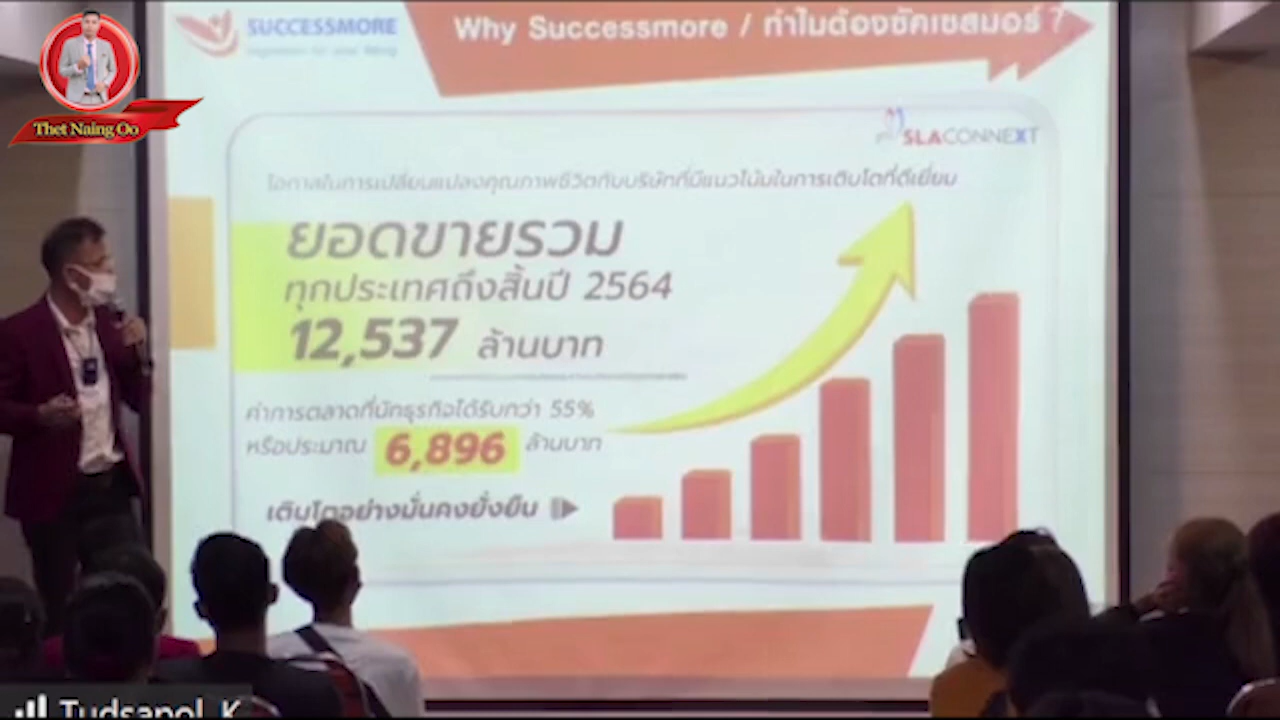 SUCCESSMORE
Why Successmore / ทำไมต้องซัคเซสมอร์ ?
Thet Naing Oo
SLACONNEXT
โอกาสในการเปลี่ยนแปลงคุณภาพชีวิตกับบริษัทที่มีแนวโน้มในการเติบโตที่ดีเยี่ยม
ยอดขายรวม
ทุกประเทศถึงสิ้นปี 2564
12,537 ล้านบาท
ค่าการตลาดที่นักธุรกิจได้รับกว่า 55%
หรือประมาณ 6,896 ล้านบาท
เติบโตอย่างมั่นคงยั่งยืน
Tudsapol K